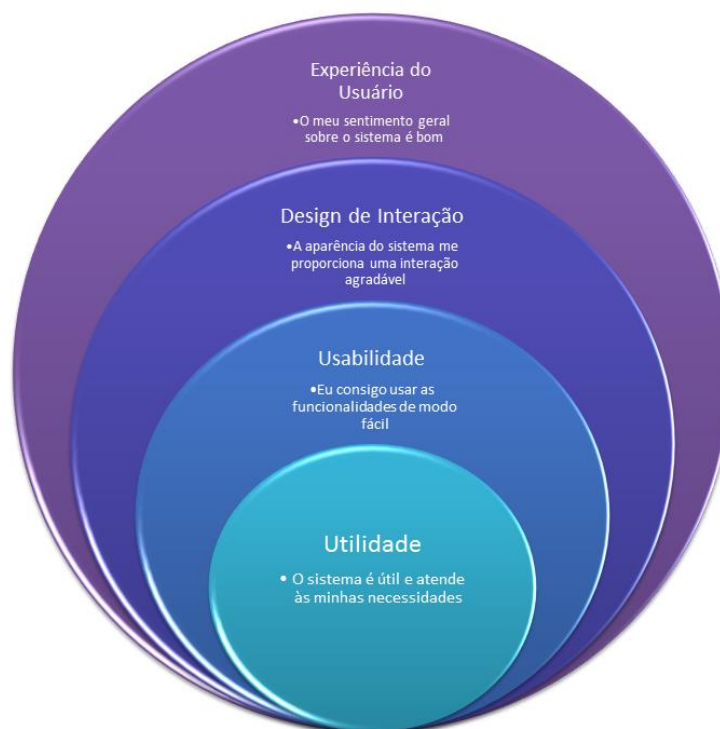 Experiência do
Usuário
•O meu sentimento geral
sobre o sistema é bom
Design de Interação
•A aparência do sistema me
proporciona uma interação
agradável
Usabilidade
•Eu consigo usar as
funcionalidades de modo
fácil
Utilidade
• O sistema é útil e atende
às minhas necessidades